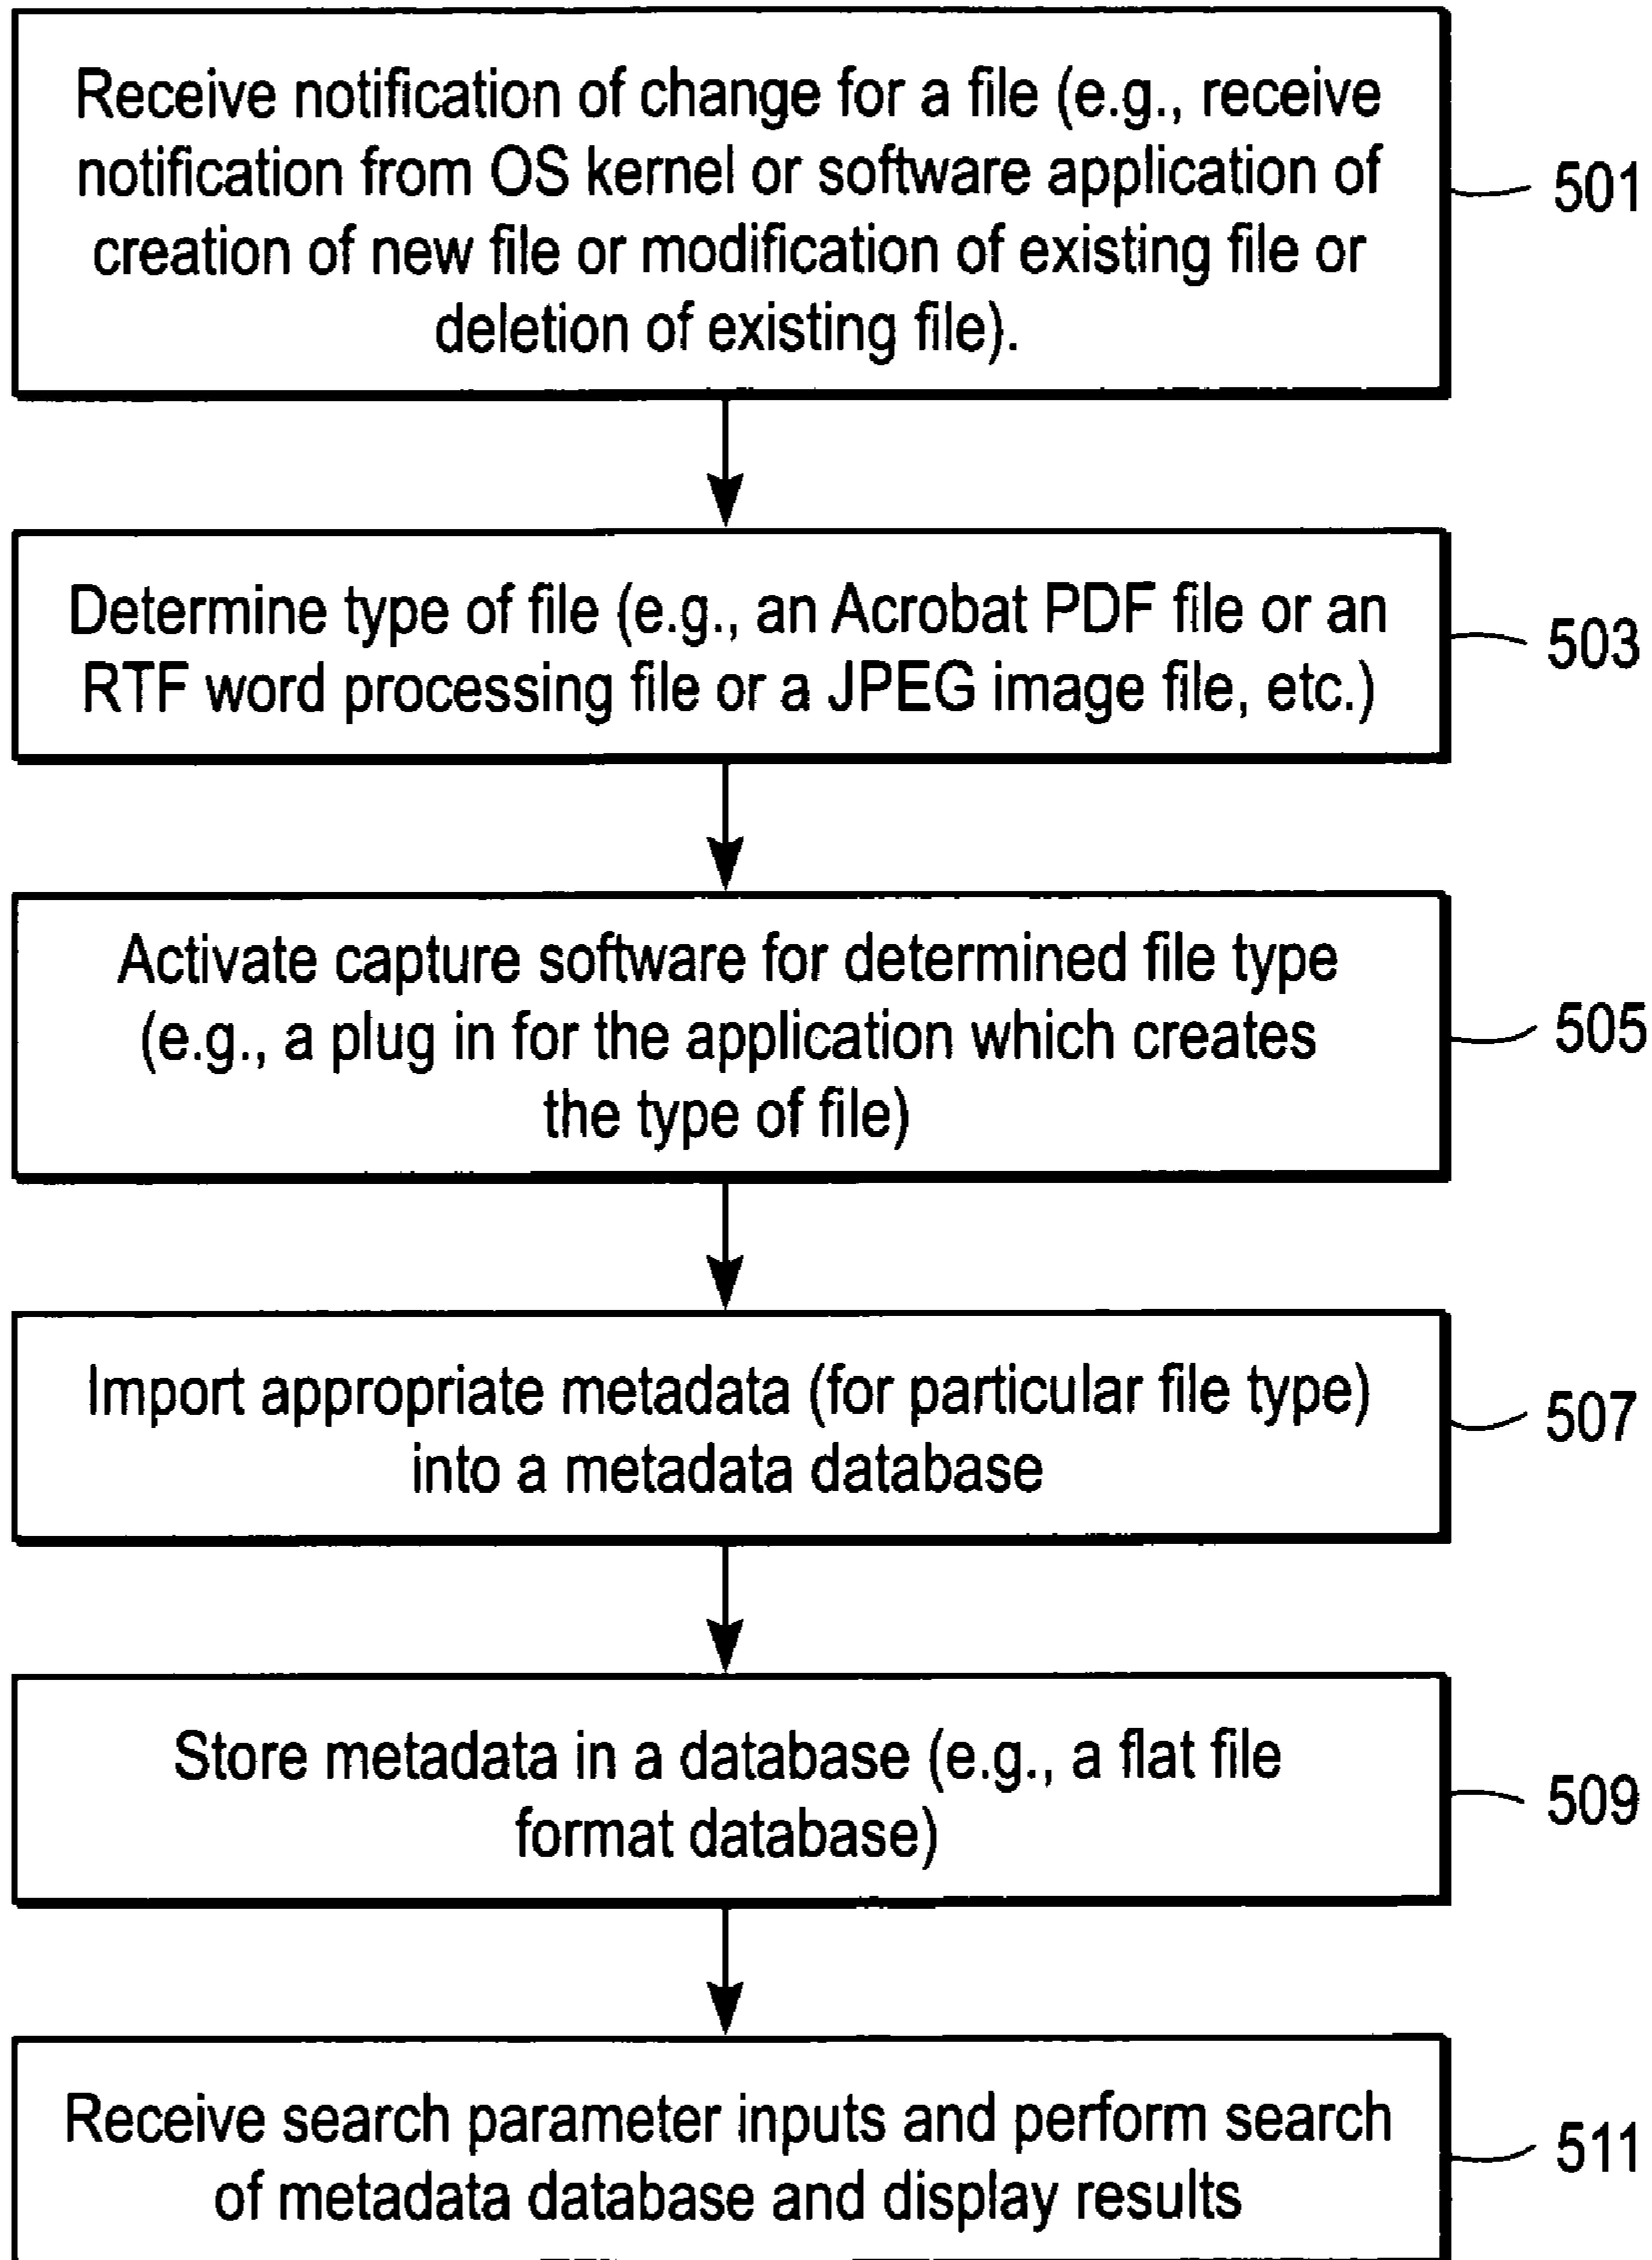 Receive notification of change for a file (e.g., receive
notification from OS kernel or software application of
creation of new file or modification of existing file or
deletion of existing file).
501
Determine type of file (e.g., an Acrobat PDF file or an
RTF word processing file or a JPEG image file, etc.)
503
Activate capture software for determined file type
(e.g., a plug in for the application which creates
the type of file)
505
Import appropriate metadata (for particular file type)
into a metadata database
507
Store metadata in a database (e.g., a flat file
format database)
509
Receive search parameter inputs and perform search
of metadata database and display results
511